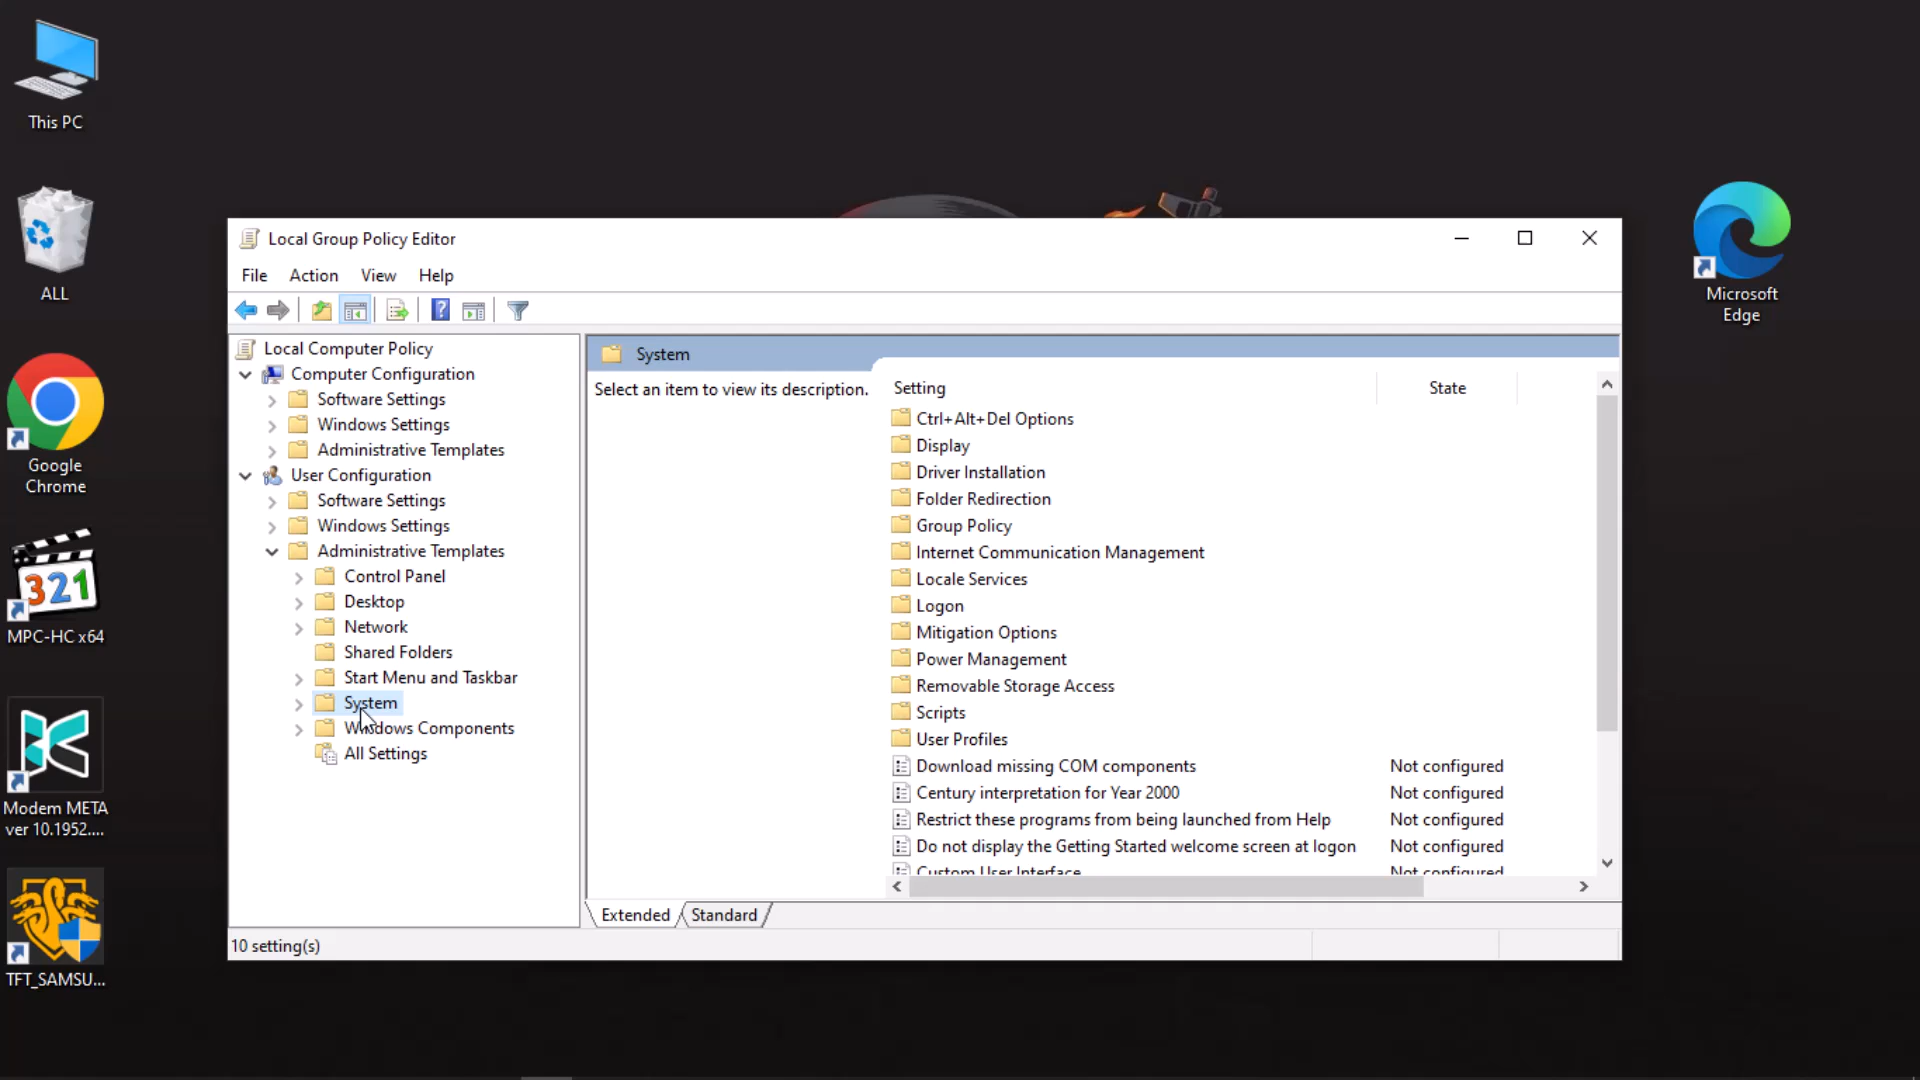 This PC
ALL
Google
Chrome
MPC-HC x64
Modem META
ver 10.1952....
TFT_SAMSU...
Microsoft
Edge
Local Group Policy Editor
File Action View Help
Local Computer Policy
Computer Configuration
Software Settings
Windows Settings
Administrative Templates
User Configuration
Software Settings
Windows Settings
Administrative Templates
Control Panel
Desktop
Network
Shared Folders
Start Menu and Taskbar
System
Windows Components
All Settings
System
Select an item to view its description.
Setting State
Ctrl+Alt+Del Options
Display
Driver Installation
Folder Redirection
Group Policy
Internet Communication Management
Locale Services
Logon
Mitigation Options
Power Management
Removable Storage Access
Scripts
User Profiles
Download missing COM components Not configured
Century interpretation for Year 2000 Not configured
Restrict these programs from being launched from Help Not configured
Do not display the Getting Started welcome screen at logon Not configured
Custom User Interface Not configured
Extended Standard
10 setting(s)
321